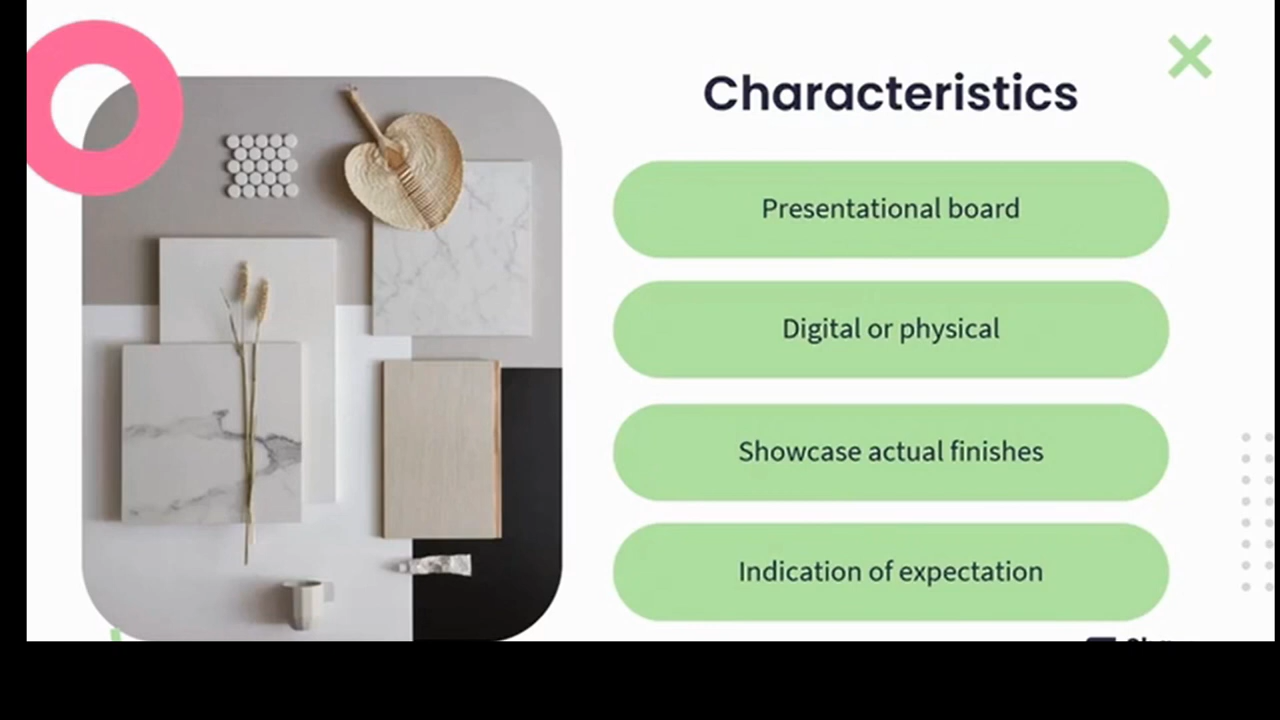 Characteristics
Presentational board
Digital or physical
Showcase actual finishes
Indication of expectation